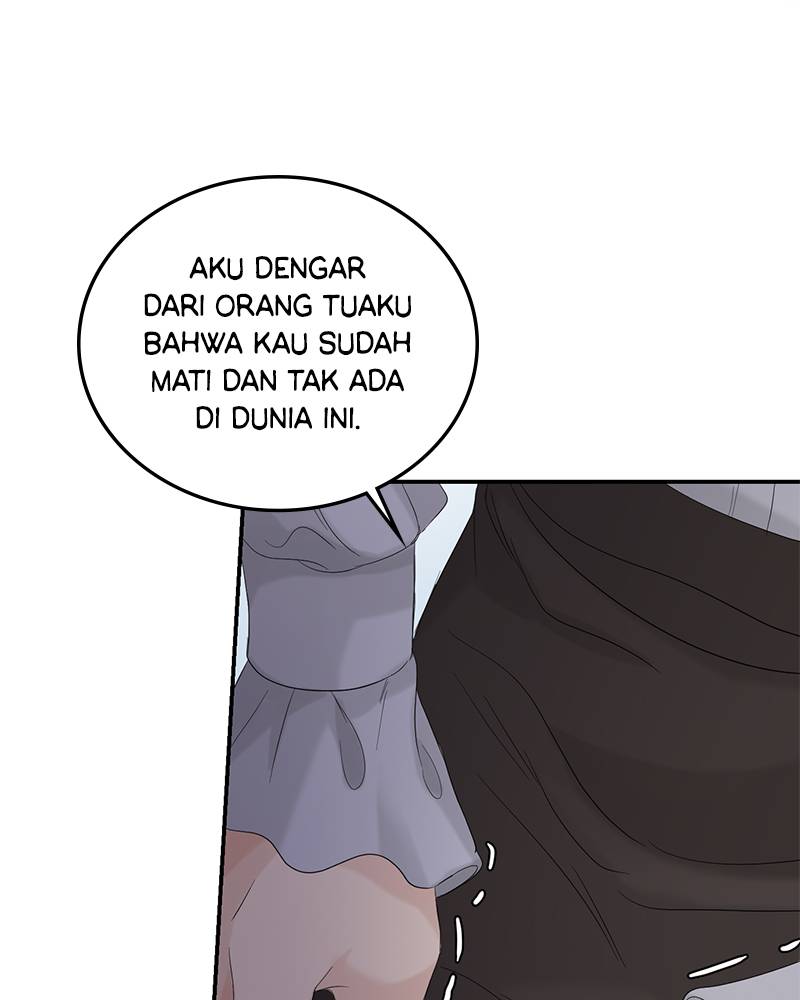 AKU DENGAR
DARI ORANG TUAKU
BAHWA KAU SUDAH
MATI DAN TAK ADA
DI DUNIA INI.